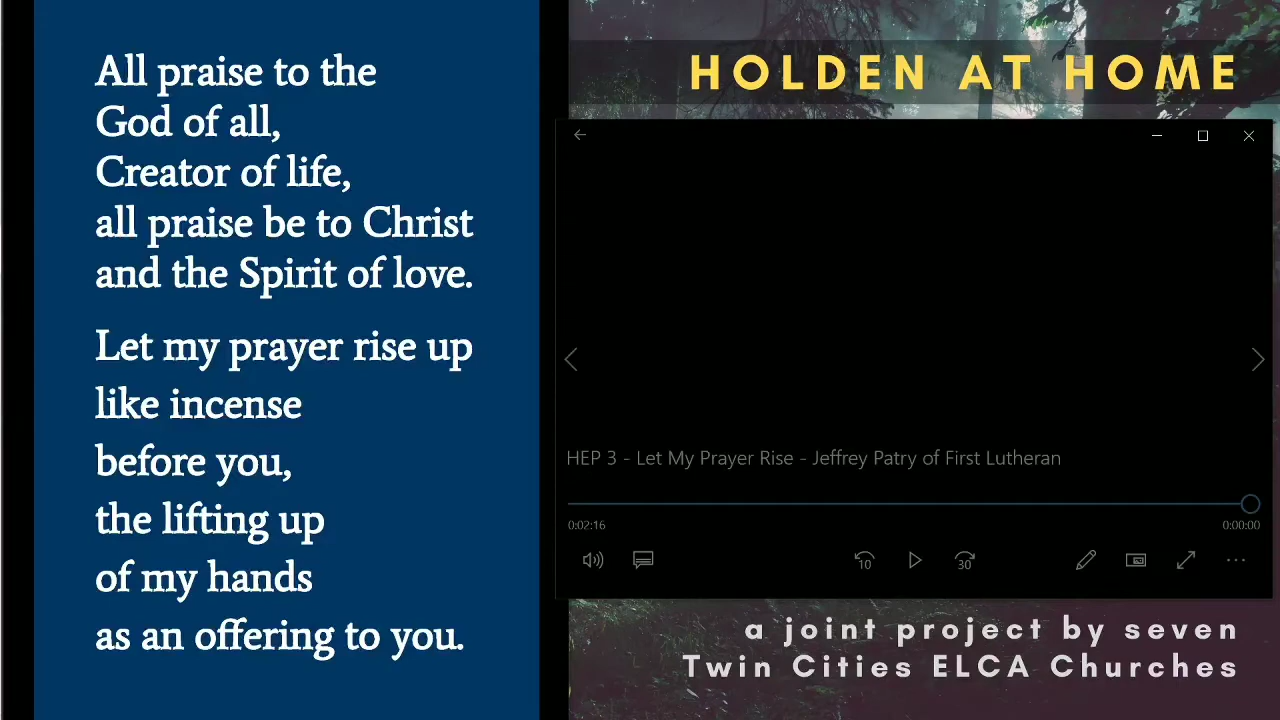 All praise to the
God of all,
Creator of life,
all praise be to Christ
and the Spirit of love.
Let my prayer rise up
like incense
before you,
the lifting up
of my hands
as an offering to you.
HOLDEN AT HOME
HEP 3 - Let My Prayer Rise - Jeffrey Patry of First Lutheran
0:02:16
0:00:00
10
30
a joint project by seven
Twin Cities ELCA Churches